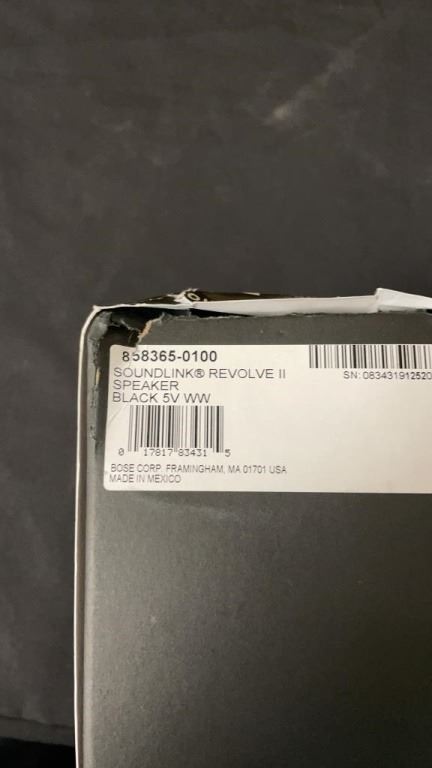 858365-0100
SOUNDLINK® REVOLVE II
SPEAKER
BLACK 5V WW
SN: 083431912520
0 17817 83431 5
BOSE CORP. FRAMINGHAM, MA 01701 USA
MADE IN MEXICO